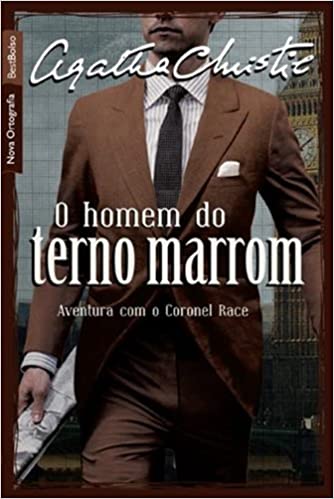 Agatha Christie
BestBolso
Nova Ortografia
O homem do
terno marrom
Aventura com o Coronel Race